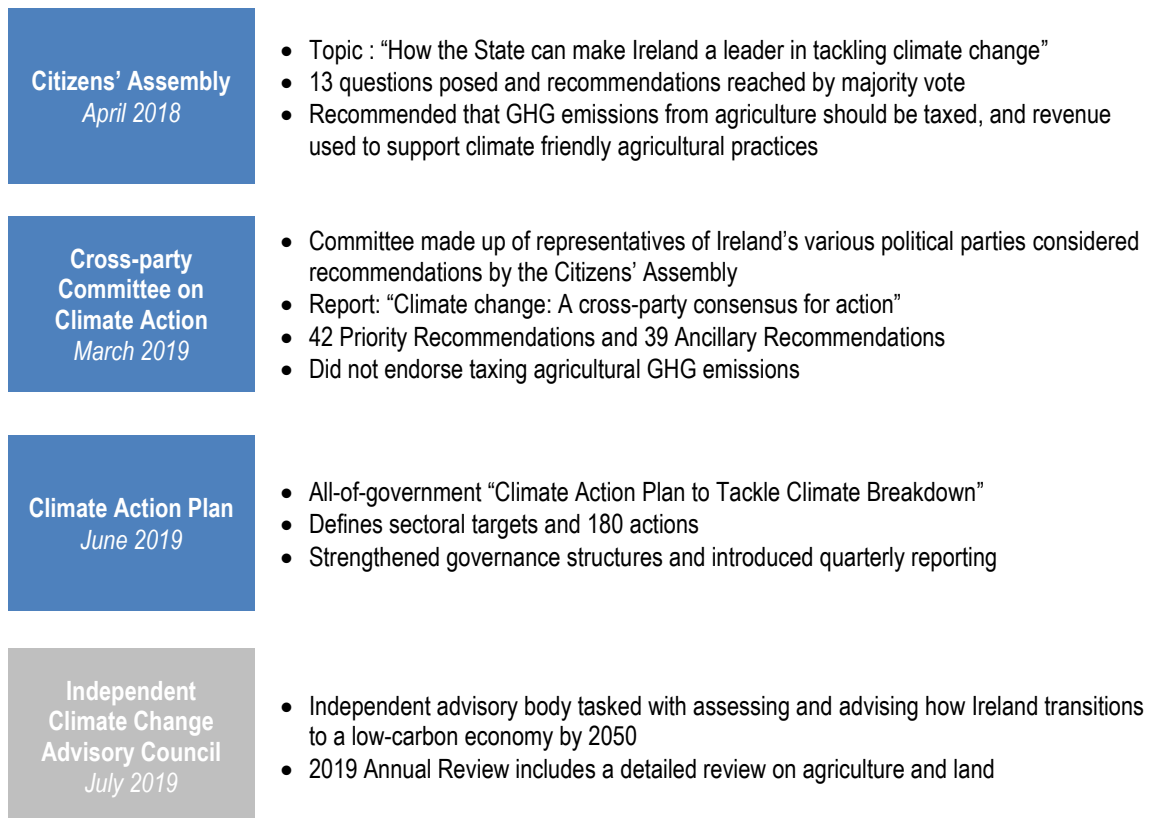 Citizens’ Assembly
April 2018
• Topic : “How the State can make Ireland a leader in tackling climate change”
• 13 questions posed and recommendations reached by majority vote
• Recommended that GHG emissions from agriculture should be taxed, and revenue
used to support climate friendly agricultural practices
Cross-party
Committee on
Climate Action
March 2019
• Committee made up of representatives of Ireland’s various political parties considered
recommendations by the Citizens’ Assembly
• Report: “Climate change: A cross-party consensus for action”
• 42 Priority Recommendations and 39 Ancillary Recommendations
• Did not endorse taxing agricultural GHG emissions
Climate Action Plan
June 2019
• All-of-government “Climate Action Plan to Tackle Climate Breakdown”
• Defines sectoral targets and 180 actions
• Strengthened governance structures and introduced quarterly reporting
Independent
Climate Change
Advisory Council
July 2019
• Independent advisory body tasked with assessing and advising how Ireland transitions
to a low-carbon economy by 2050
• 2019 Annual Review includes a detailed review on agriculture and land